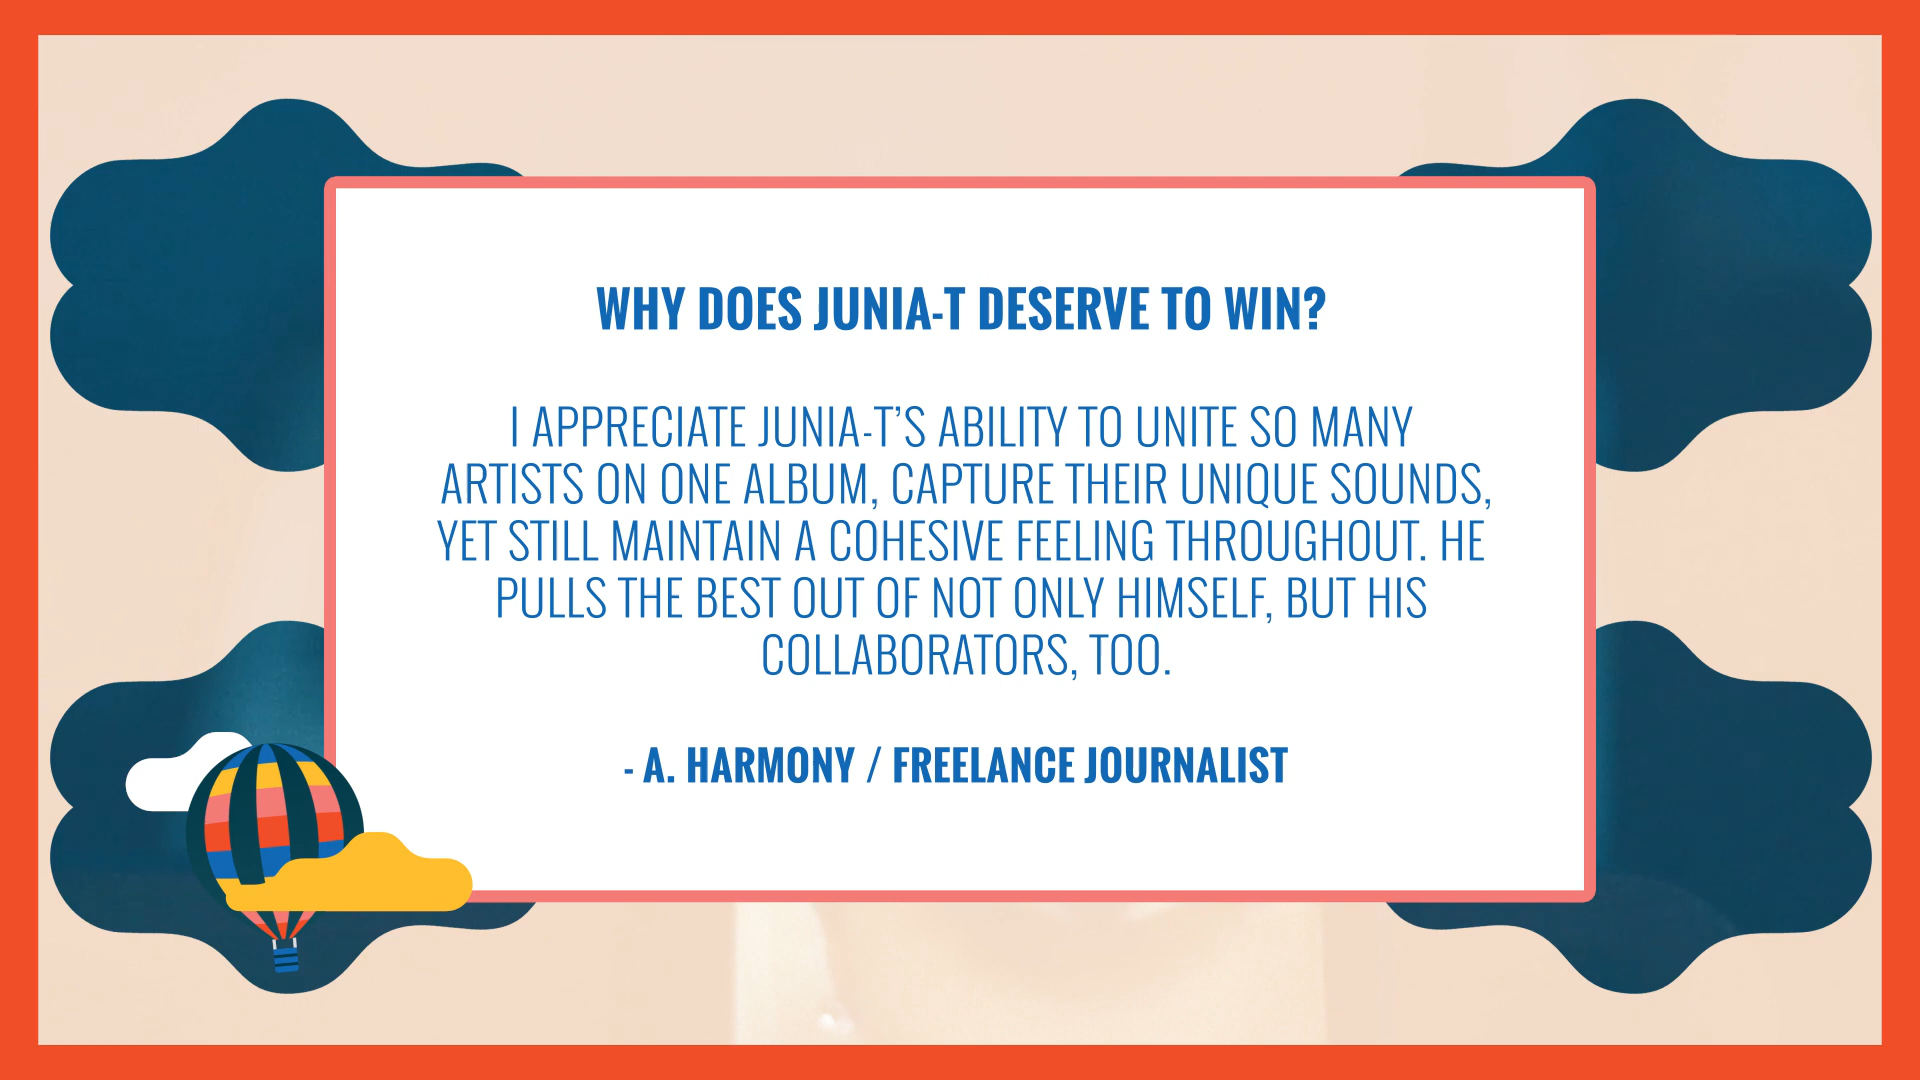 WHY DOES JUNIA-T DESERVE TO WIN?
I APPRECIATE JUNIA-T’S ABILITY TO UNITE SO MANY
ARTISTS ON ONE ALBUM, CAPTURE THEIR UNIQUE SOUNDS,
YET STILL MAINTAIN A COHESIVE FEELING THROUGHOUT. HE
PULLS THE BEST OUT OF NOT ONLY HIMSELF, BUT HIS
COLLABORATORS, TOO.
- A. HARMONY / FREELANCE JOURNALIST